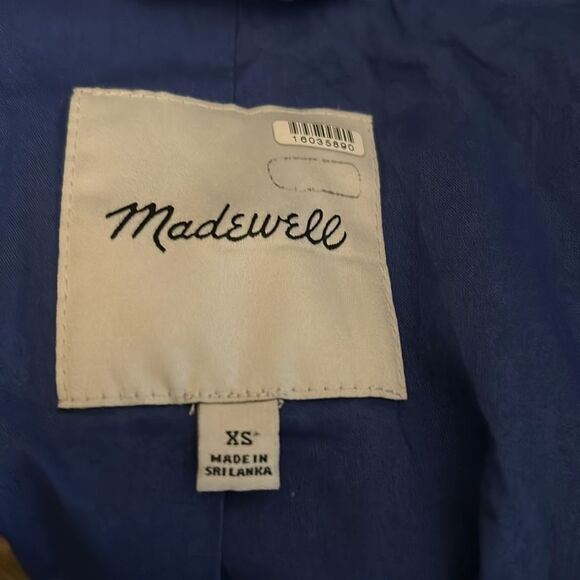 16035890
Madewell
XS
MADE IN
SRI LANKA